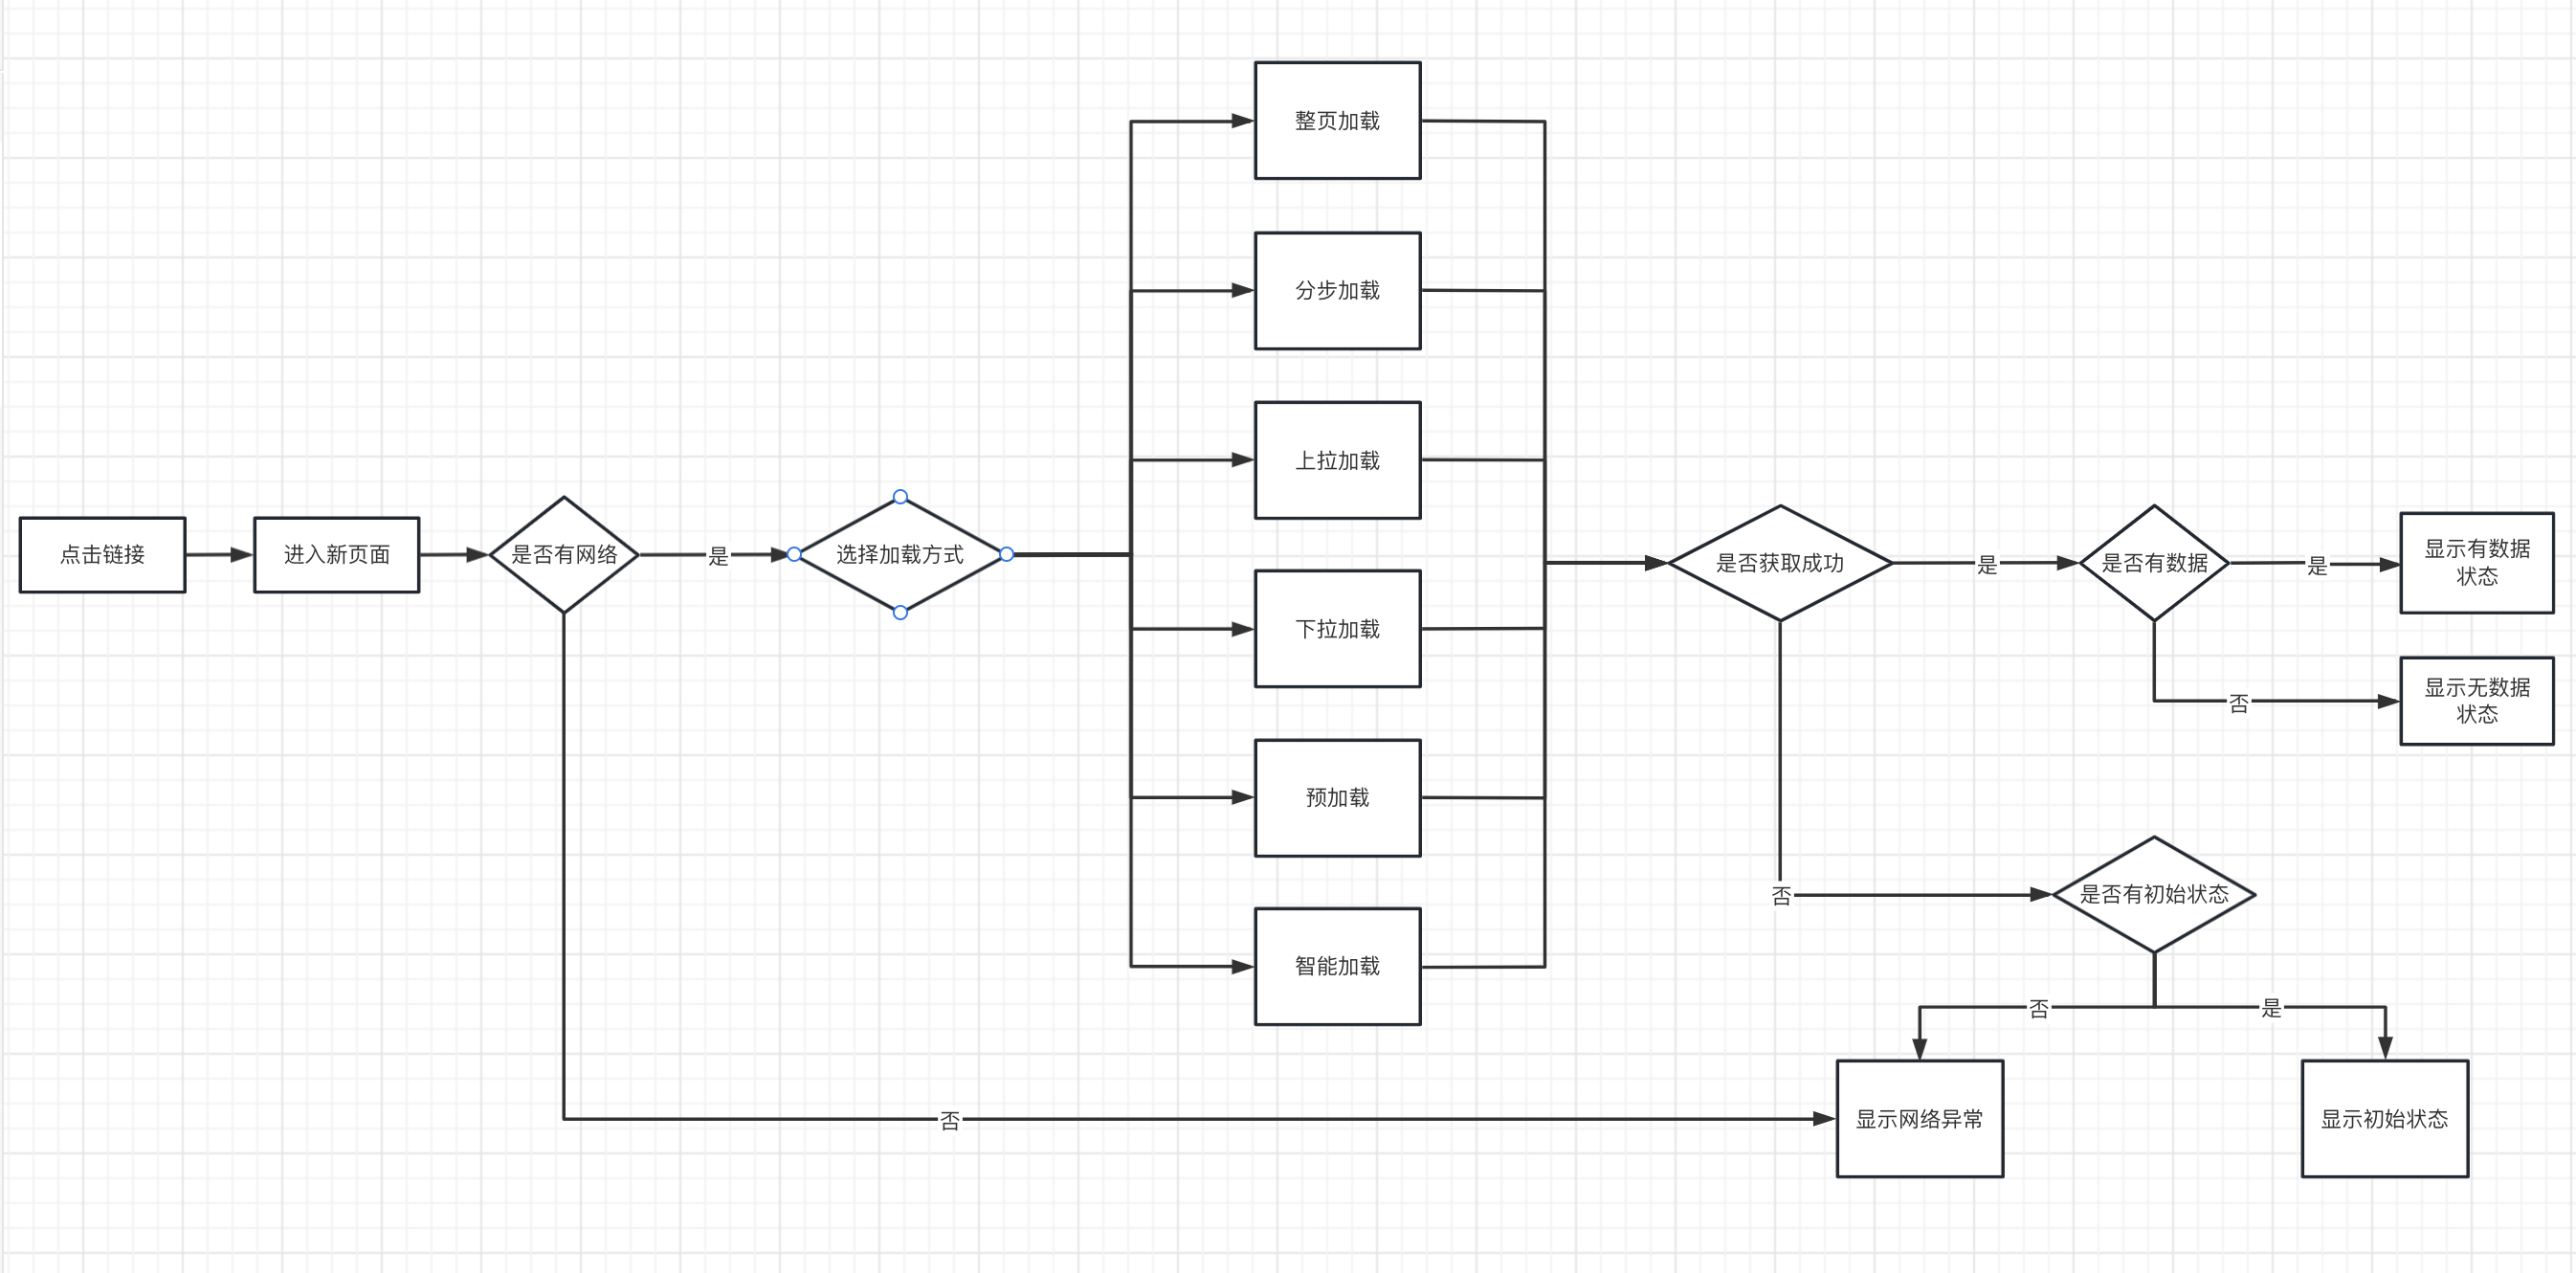 点击链接
进入新页面
是否有网络
是
选择加载方式
整页加载
分步加载
上拉加载
下拉加载
预加载
智能加载
是否获取成功
是
是否有数据
是
显示有数据
状态
否
显示无数据
状态
否
是否有初始状态
否
是
否
显示网络异常
显示初始状态